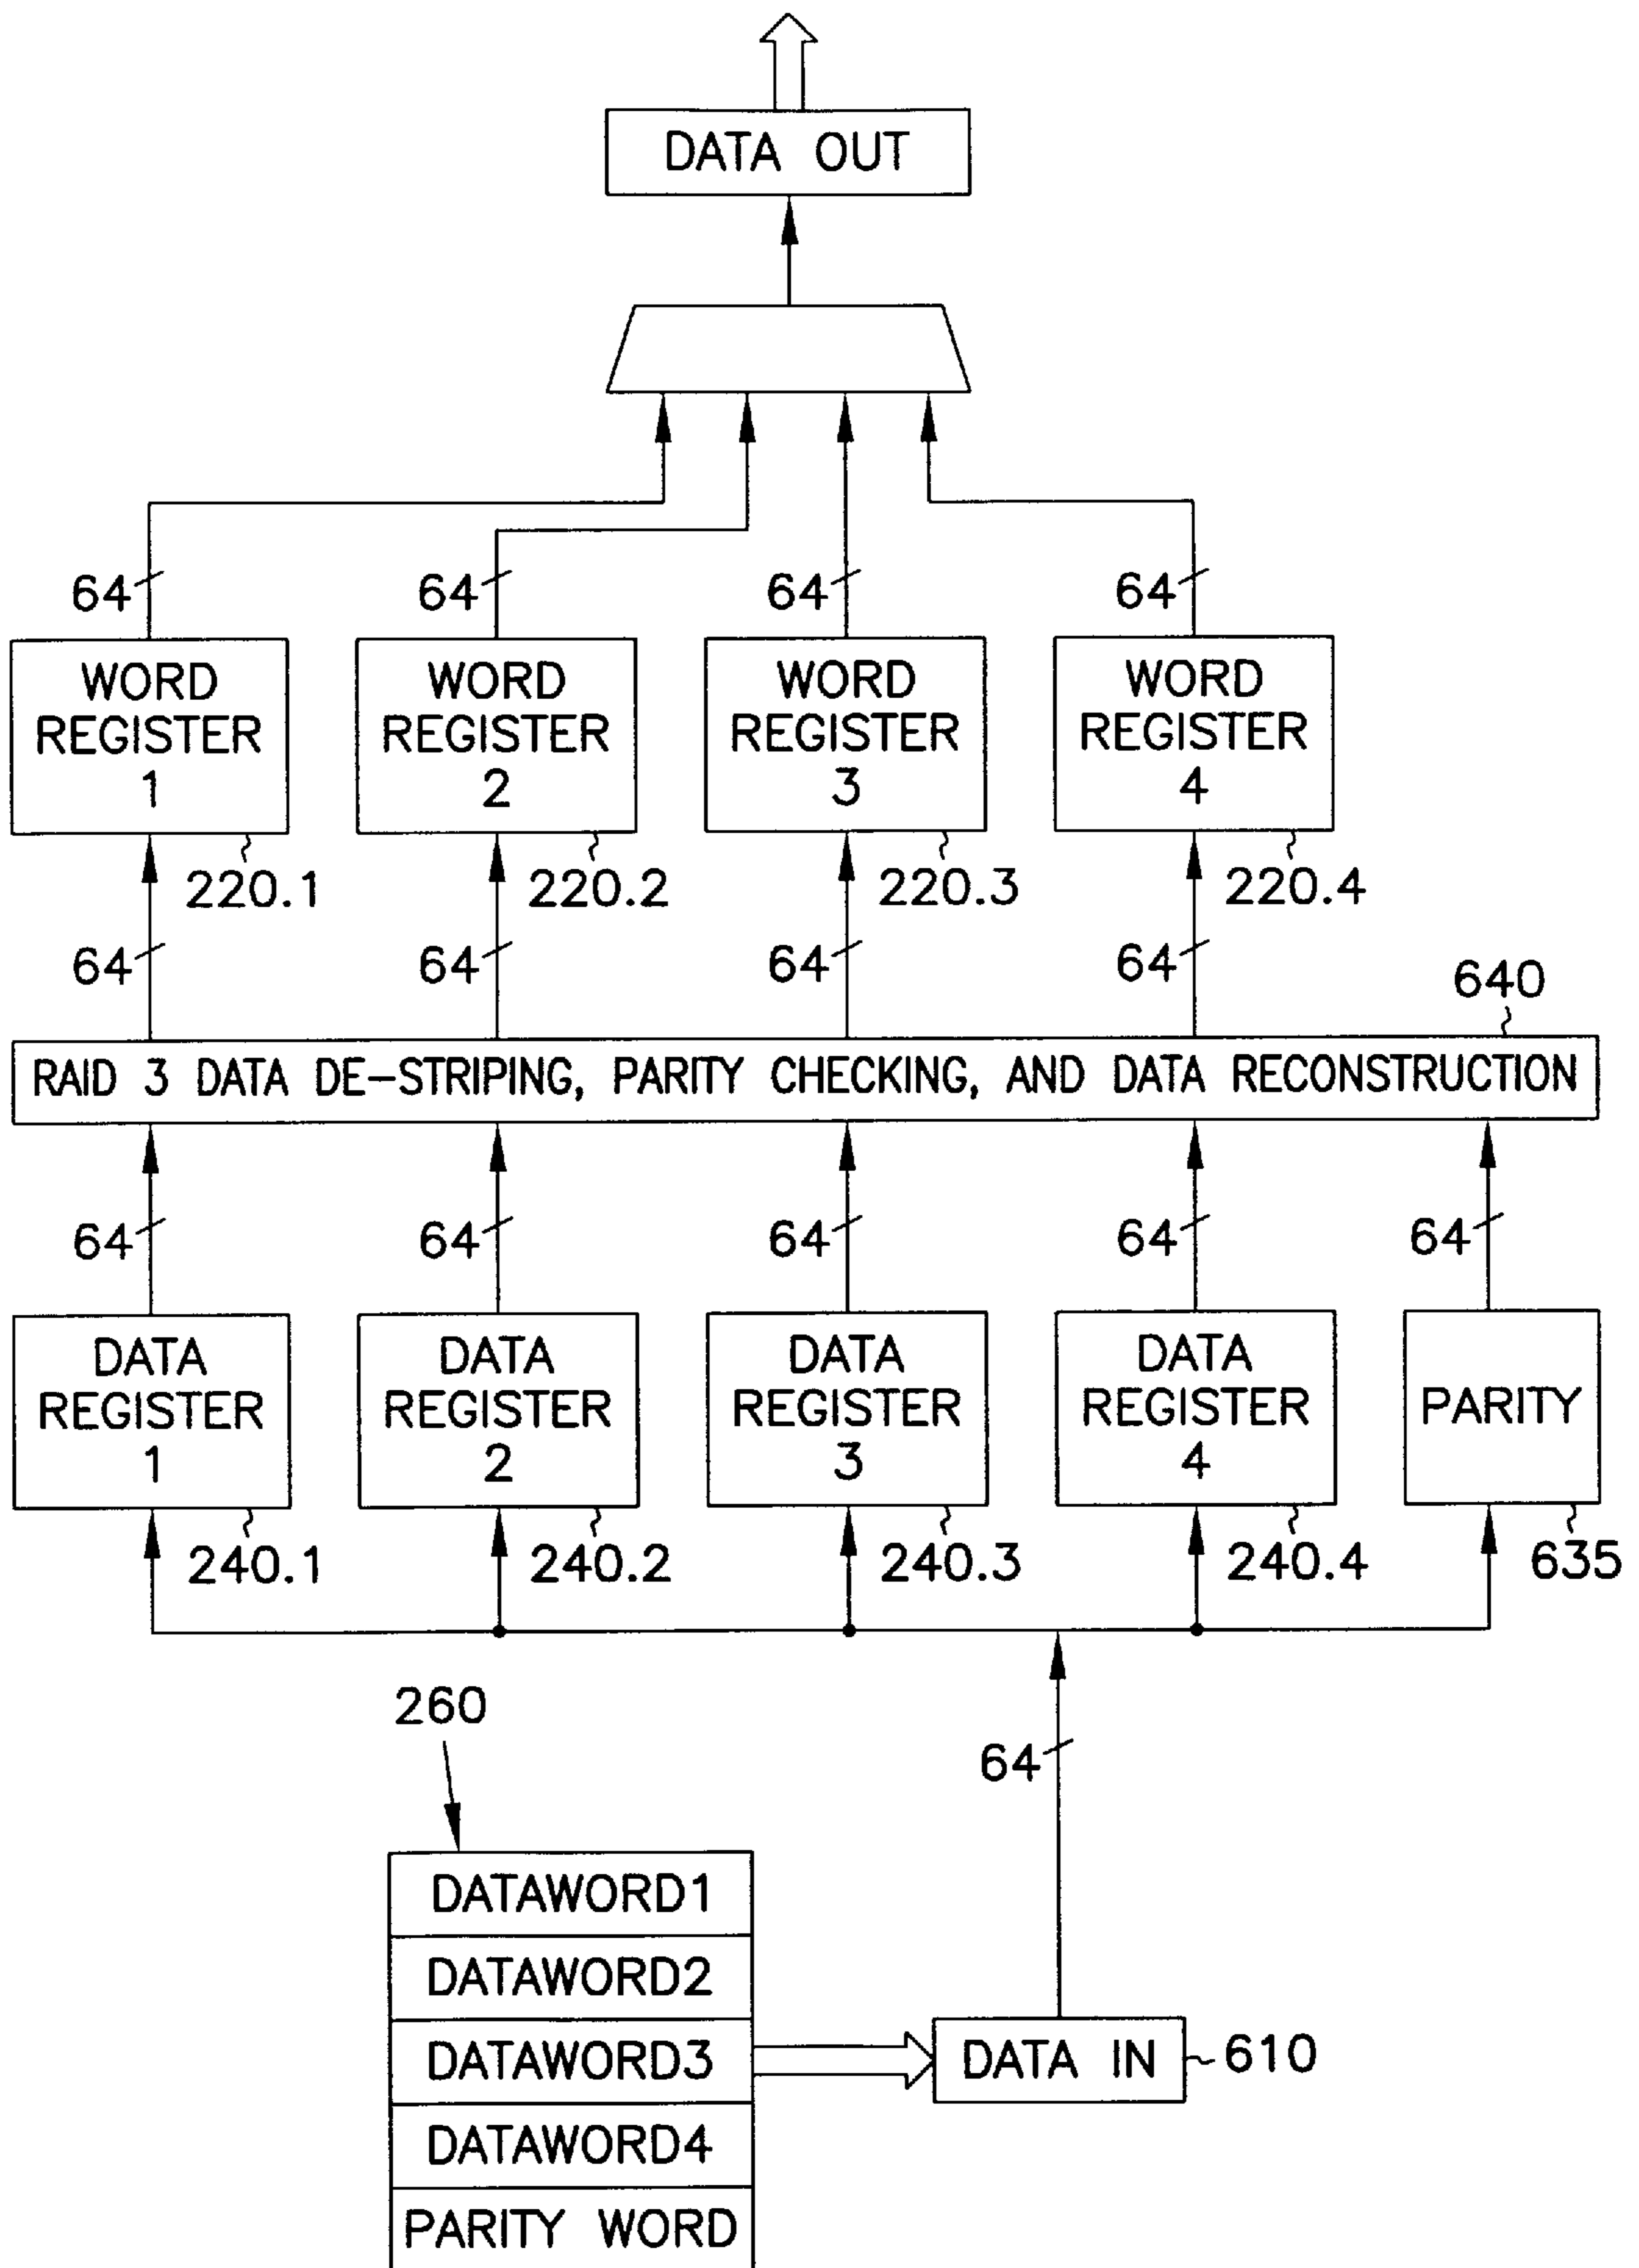 DATA OUT
64
64
64
64
WORD
REGISTER
1
WORD
REGISTER
2
WORD
REGISTER
3
WORD
REGISTER
4
220.1
220.2
220.3
220.4
64
64
64
64
640
RAID 3 DATA DE-STRIPING, PARITY CHECKING, AND DATA RECONSTRUCTION
64
64
64
64
64
DATA
REGISTER
1
DATA
REGISTER
2
DATA
REGISTER
3
DATA
REGISTER
4
PARITY
240.1
240.2
240.3
240.4
635
260
64
DATAWORD1
DATAWORD2
DATAWORD3
DATA IN
610
DATAWORD4
PARITY WORD